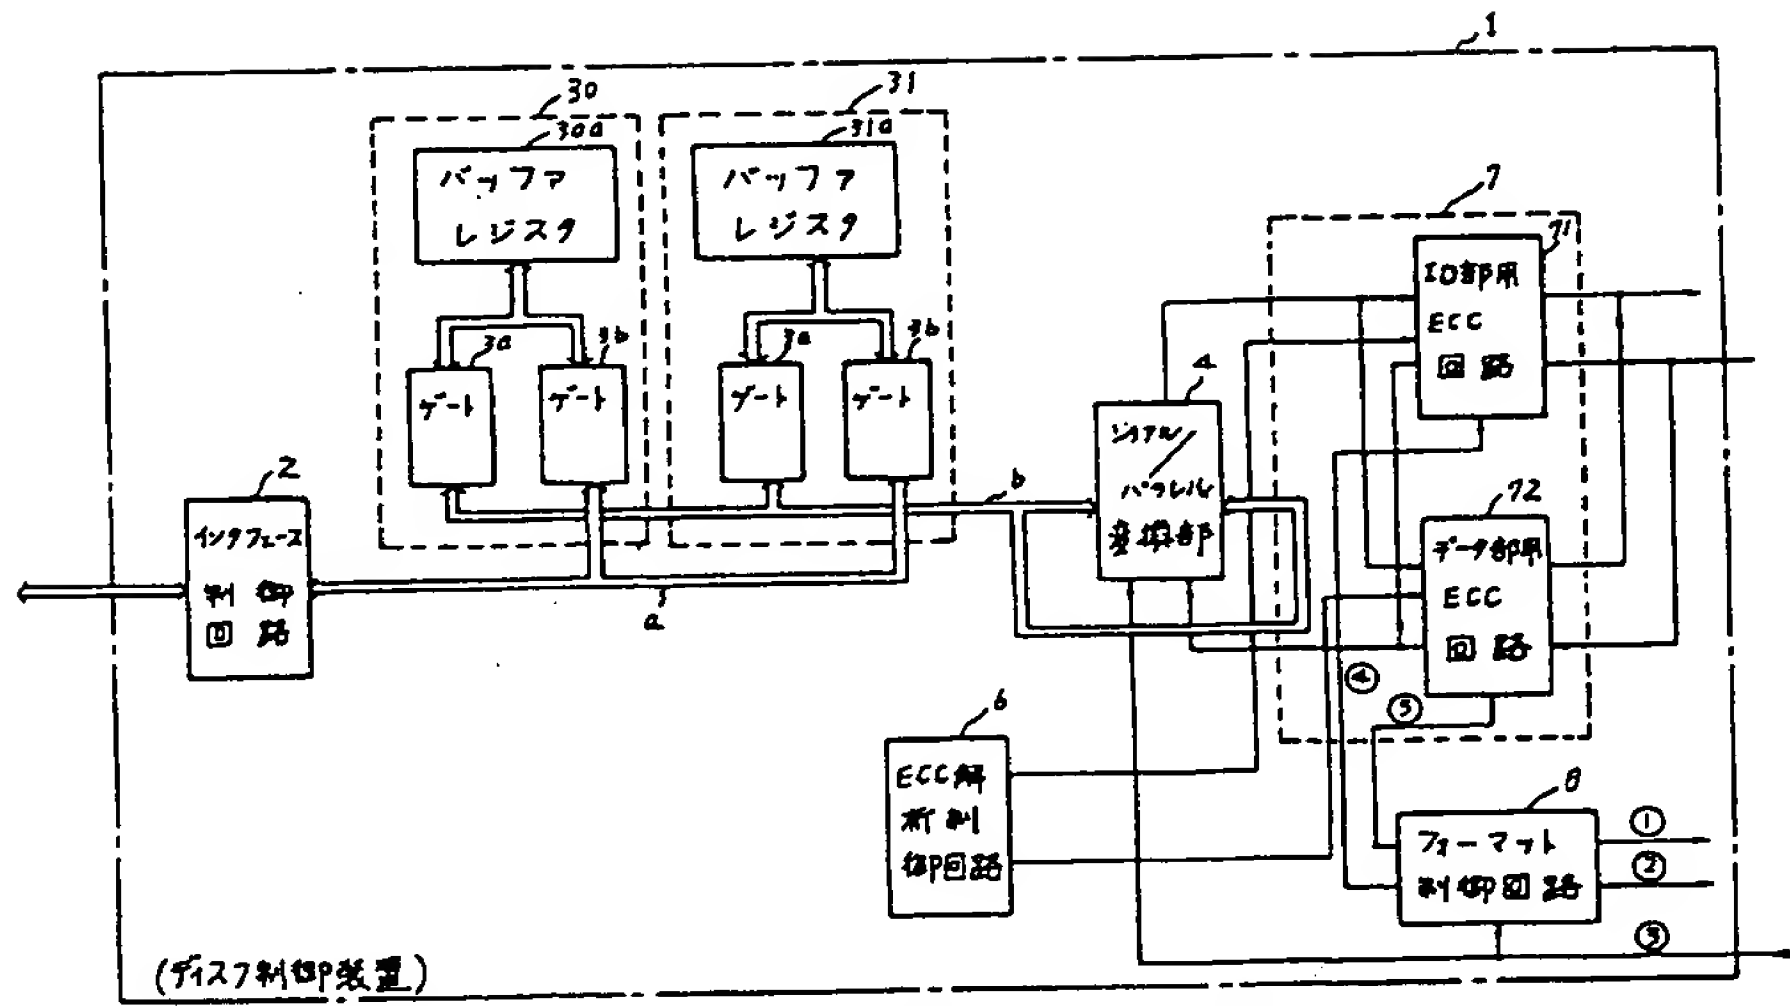 1
30
31
30a
31a
バッファ
レジスタ
バッファ
レジスタ
7
71
ID部用
ECC
回路
3a
3b
3a
3b
ゲート
ゲート
ゲート
ゲート
4
シリアル/
パラレル
変換部
2
インタフェース
制御
回路
b
a
72
データ部用
ECC
回路
④
⑤
6
ECC解
析制
御回路
8
フォーマット
制御回路
①
②
③
(ディスク制御装置)